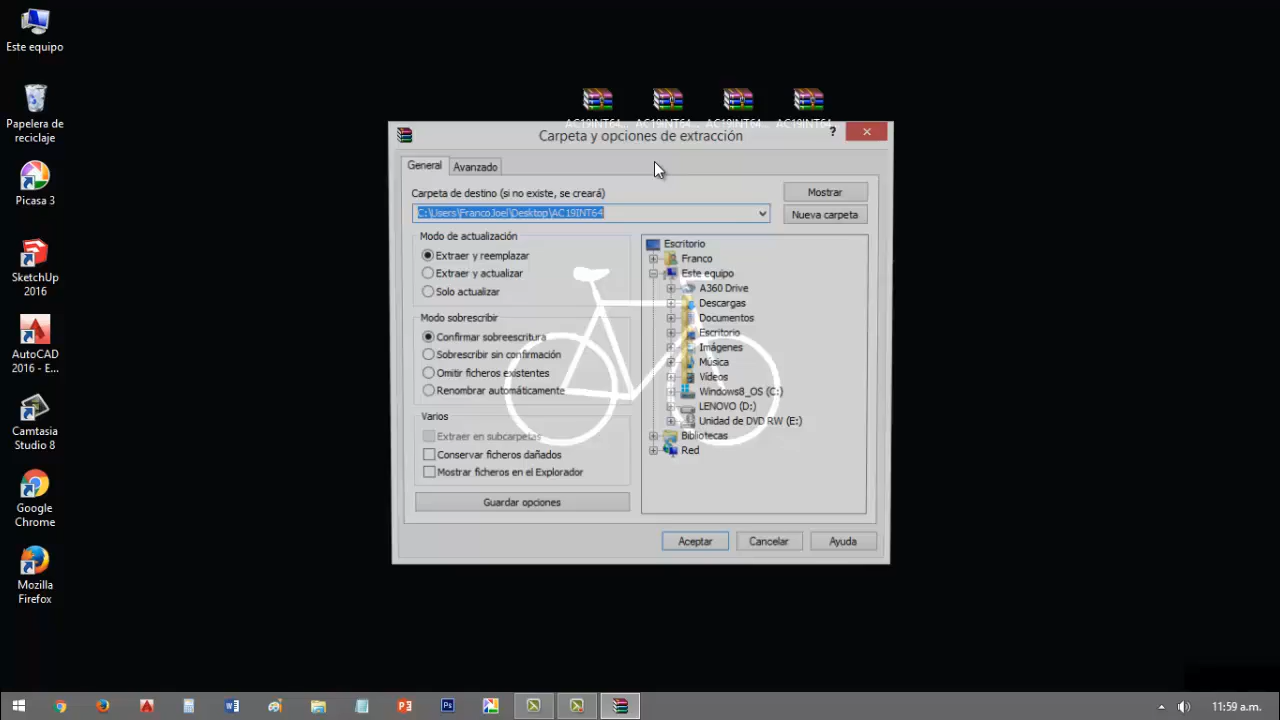 Este equipo
Papelera de
reciclaje
Picasa 3
SketchUp
2016
AutoCAD
2016 - E...
Camtasia
Studio 8
Google
Chrome
Mozilla
Firefox
AC19INT64... AC19INT64... AC19INT64... AC19INT64...
Carpeta y opciones de extracción
?
General Avanzado
Carpeta de destino (si no existe, se creará)
C:\Users\FrancoJoel\Desktop\AC19INT64
Mostrar
Nueva carpeta
Modo de actualización
Extraer y reemplazar
Extraer y actualizar
Solo actualizar
Modo sobrescribir
Confirmar sobreescritura
Sobrescribir sin confirmación
Omitir ficheros existentes
Renombrar automáticamente
Varios
Extraer en subcarpetas
Conservar ficheros dañados
Mostrar ficheros en el Explorador
Guardar opciones
Escritorio
Franco
Este equipo
A360 Drive
Descargas
Documentos
Escritorio
Imágenes
Música
Vídeos
Windows8_OS (C:)
LENOVO (D:)
Unidad de DVD RW (E:)
Bibliotecas
Red
Aceptar Cancelar Ayuda
11:59 a.m.